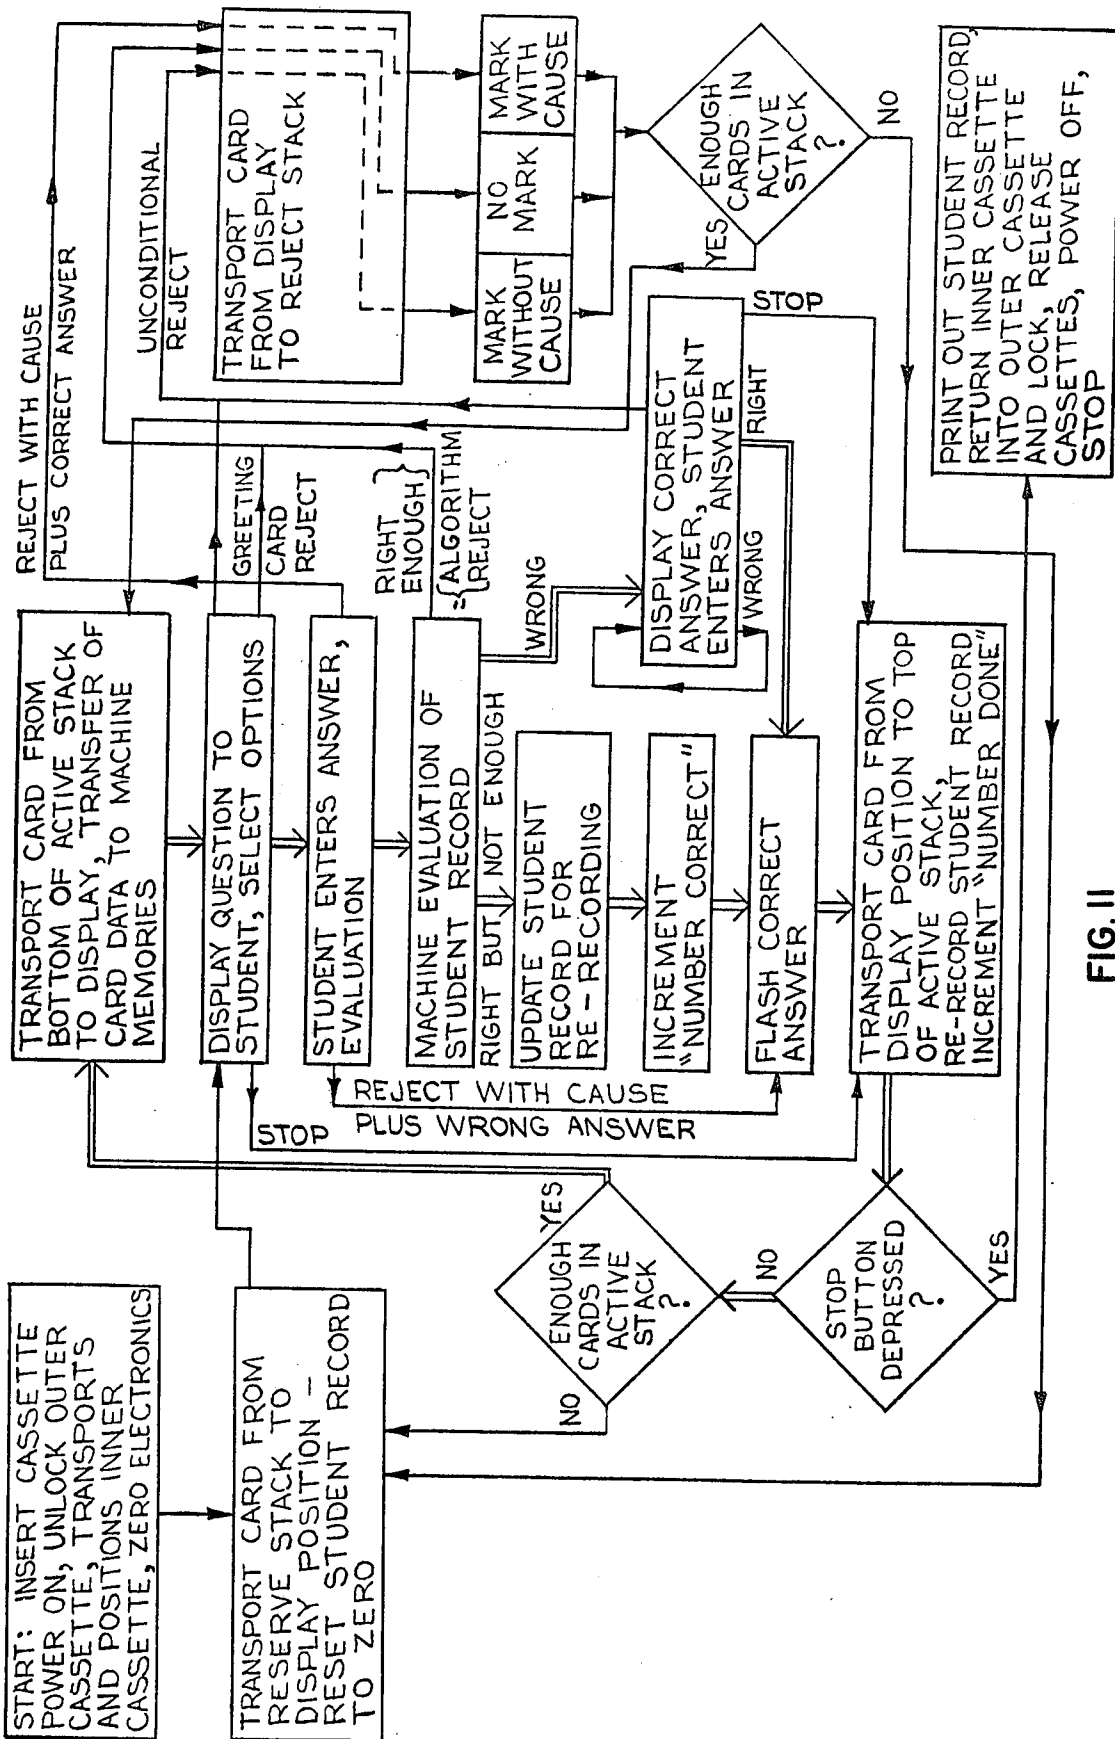 START: INSERT CASSETTE
POWER ON, UNLOCK OUTER
CASSETTE, TRANSPORTS
AND POSITIONS INNER
CASSETTE, ZERO ELECTRONICS
TRANSPORT CARD FROM
RESERVE STACK TO
DISPLAY POSITION –
RESET STUDENT RECORD
TO ZERO
TRANSPORT CARD FROM
BOTTOM OF ACTIVE STACK
TO DISPLAY, TRANSFER OF
CARD DATA TO MACHINE
MEMORIES
DISPLAY QUESTION TO
STUDENT, SELECT OPTIONS
STUDENT ENTERS ANSWER,
EVALUATION
MACHINE EVALUATION OF
STUDENT RECORD
RIGHT BUT NOT ENOUGH
UPDATE STUDENT
RECORD FOR
RE-RECORDING
INCREMENT
"NUMBER CORRECT"
FLASH CORRECT
ANSWER
TRANSPORT CARD FROM
DISPLAY POSITION TO TOP
OF ACTIVE STACK,
RE-RECORD STUDENT RECORD
INCREMENT "NUMBER DONE"
REJECT WITH CAUSE
PLUS WRONG ANSWER
STOP
ENOUGH
CARDS IN
ACTIVE
STACK
?
YES
NO
STOP
BUTTON
DEPRESSED
?
NO
YES
REJECT WITH CAUSE
PLUS CORRECT ANSWER
UNCONDITIONAL
REJECT
GREETING
CARD
REJECT
RIGHT
ENOUGH
=
ALGORITHM
REJECT
WRONG
DISPLAY CORRECT
ANSWER, STUDENT
ENTERS ANSWER
WRONG
RIGHT
STOP
TRANSPORT CARD
FROM DISPLAY
TO REJECT STACK
MARK
WITHOUT
CAUSE
NO
MARK
MARK
WITH
CAUSE
ENOUGH
CARDS IN
ACTIVE
STACK
?
YES
NO
PRINT OUT STUDENT RECORD,
RETURN INNER CASSETTE
INTO OUTER CASSETTE
AND LOCK, RELEASE
CASSETTES, POWER OFF,
STOP
FIG. 11